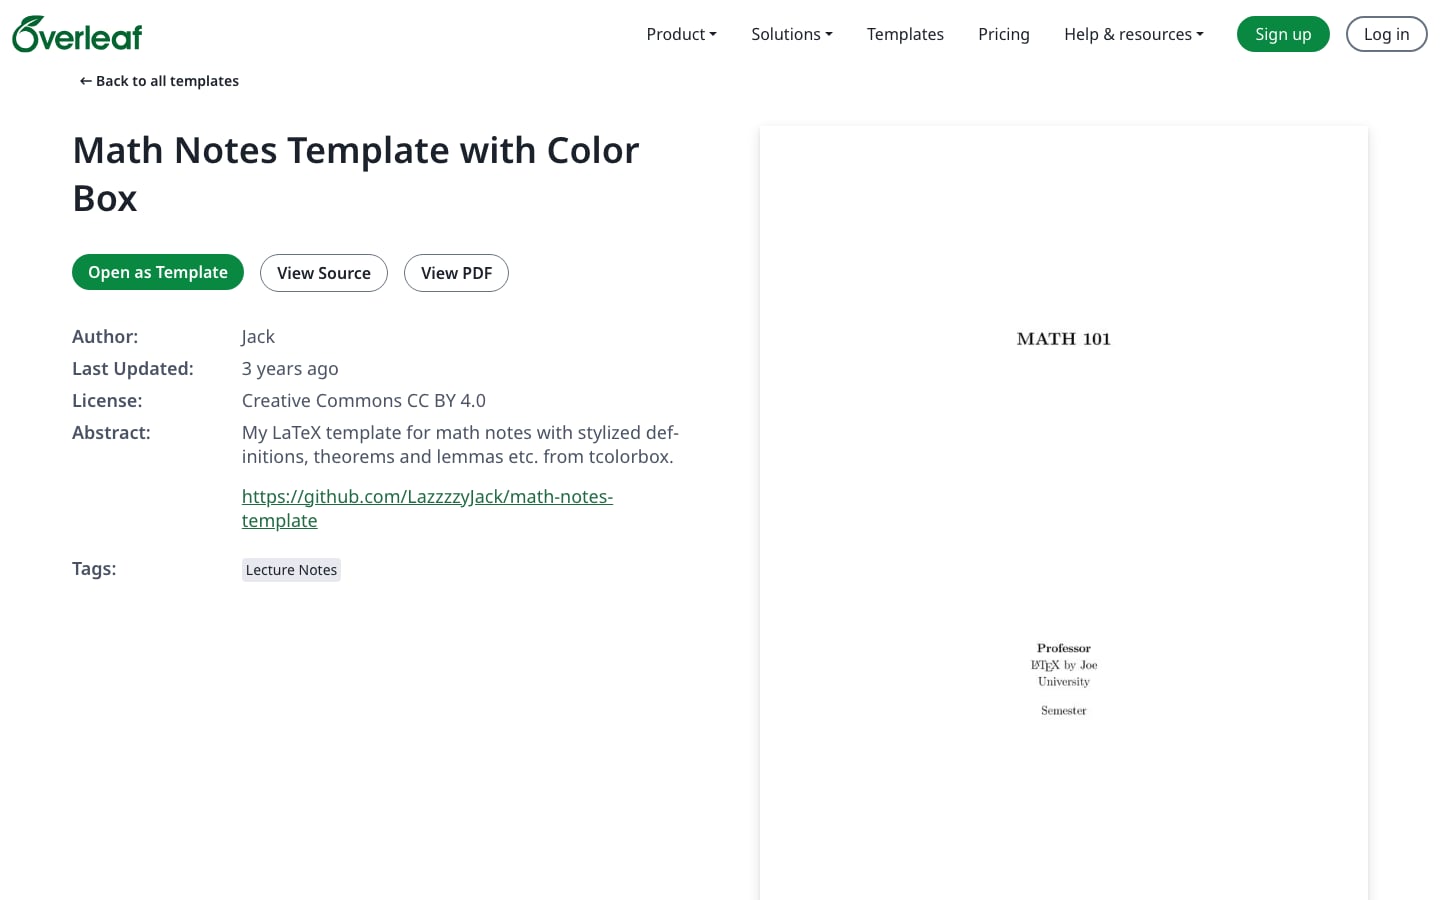 Overleaf
Product
Solutions
Templates
Pricing
Help & resources
Sign up
Log in
← Back to all templates
Math Notes Template with Color
Box
Open as Template
View Source
View PDF
Author: Jack
Last Updated: 3 years ago
License: Creative Commons CC BY 4.0
Abstract: My LaTeX template for math notes with stylized def-
initions, theorems and lemmas etc. from tcolorbox.
https://github.com/LazzzzyJack/math-notes-
template
Tags: Lecture Notes
MATH 101
Professor
LATEX by Joe
University
Semester